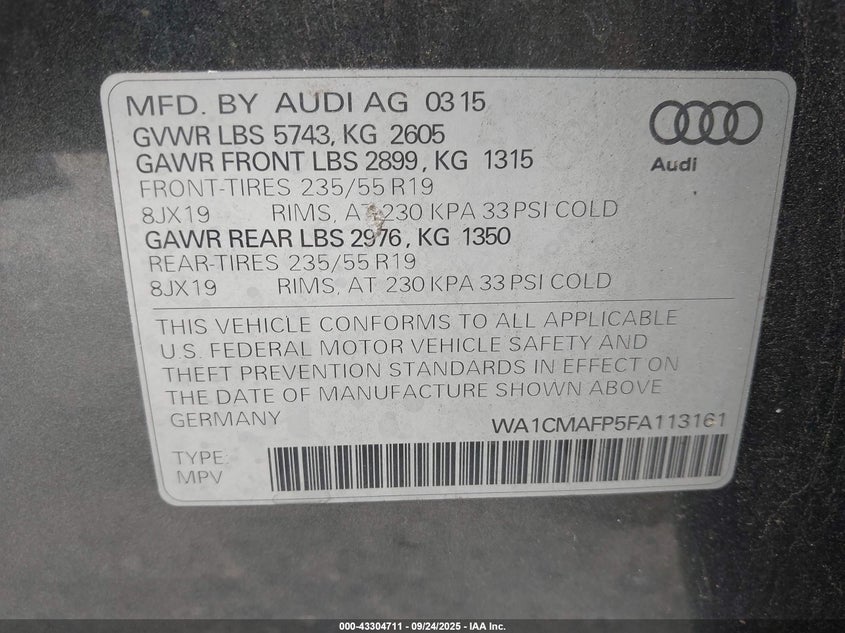 MFD. BY AUDI AG 0315
GVWR LBS 5743, KG 2605
GAWR FRONT LBS 2899, KG 1315
FRONT-TIRES 235/55 R19
8JX19 RIMS, AT 230 KPA 33 PSI COLD
GAWR REAR LBS 2976, KG 1350
REAR-TIRES 235/55 R19
8JX19 RIMS, AT 230 KPA 33 PSI COLD
Audi
THIS VEHICLE CONFORMS TO ALL APPLICABLE
U.S. FEDERAL MOTOR VEHICLE SAFETY AND
THEFT PREVENTION STANDARDS IN EFFECT ON
THE DATE OF MANUFACTURE SHOWN ABOVE
GERMANY WA1CMAFP5FA113161
TYPE:
MPV
000-43304711 - 09/24/2025 - IAA Inc.